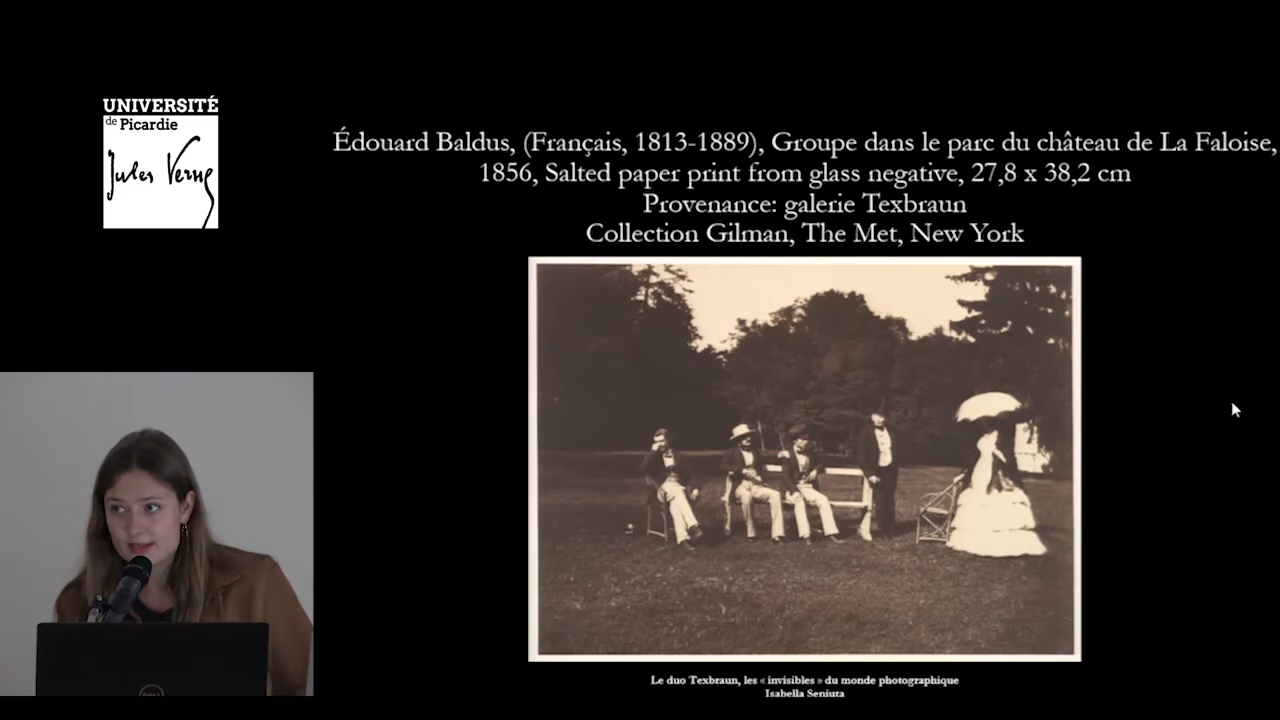 UNIVERSITÉ
de Picardie
Jules Verne
Édouard Baldus, (Français, 1813-1889), Groupe dans le parc du château de La Faloise,
1856, Salted paper print from glass negative, 27,8 x 38,2 cm
Provenance: galerie Texbraun
Collection Gilman, The Met, New York
DELL
Le duo Texbraun, les « invisibles » du monde photographique
Isabella Seniuta